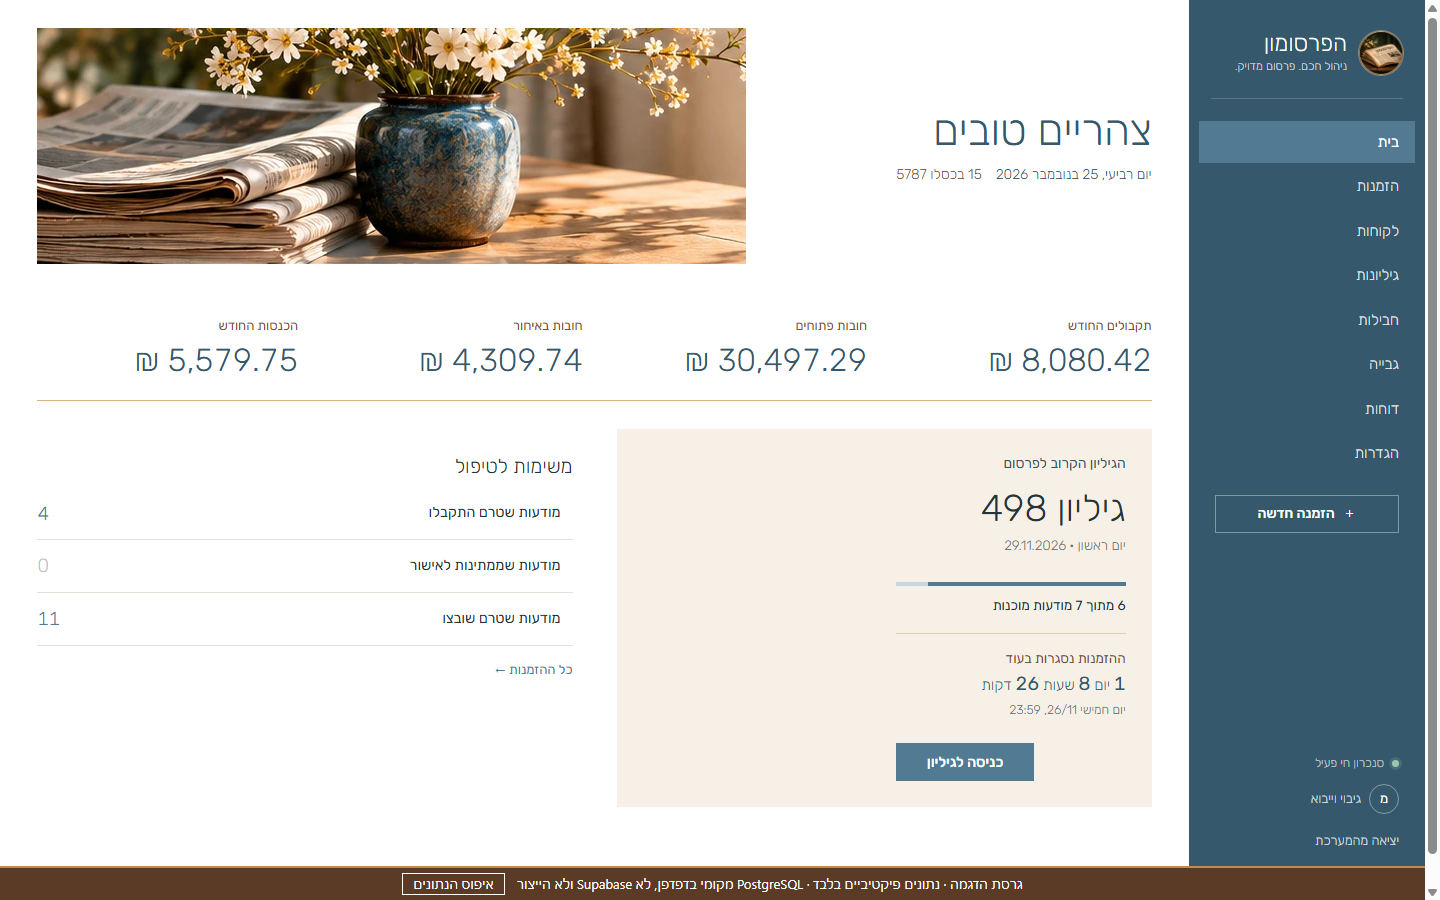 הפרסומון
ניהול חכם. פרסום מדויק.
בית
הזמנות
לקוחות
גיליונות
חבילות
גבייה
דוחות
הגדרות
+ הזמנה חדשה
סנכרון חי פעיל
מ גיבוי וייבוא
יציאה מהמערכת
צהריים טובים
יום רביעי, 25 בנובמבר 2026 15 בכסלו 5787
תקבולים החודש
8,080.42 ₪
חובות פתוחים
30,497.29 ₪
חובות באיחור
4,309.74 ₪
הכנסות החודש
5,579.75 ₪
הגיליון הקרוב לפרסום
גיליון 498
יום ראשון • 29.11.2026
6 מתוך 7 מודעות מוכנות
ההזמנות נסגרות בעוד
1 יום 8 שעות 26 דקות
יום חמישי 26/11, 23:59
כניסה לגיליון
משימות לטיפול
מודעות שטרם התקבלו 4
מודעות שממתינות לאישור 0
מודעות שטרם שובצו 11
כל ההזמנות ←
גרסת הדגמה · נתונים פיקטיביים בלבד · PostgreSQL מקומי בדפדפן, לא Supabase ולא הייצור איפוס הנתונים